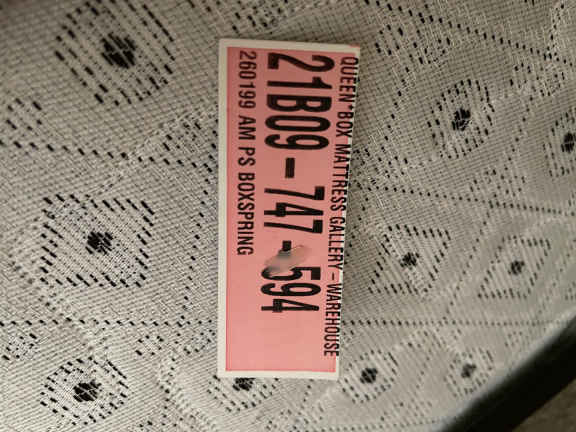 QUEEN*BOX MATTRESS GALLERY-WAREHOUSE
21B09-747-594
260199 AM PS BOXSPRING